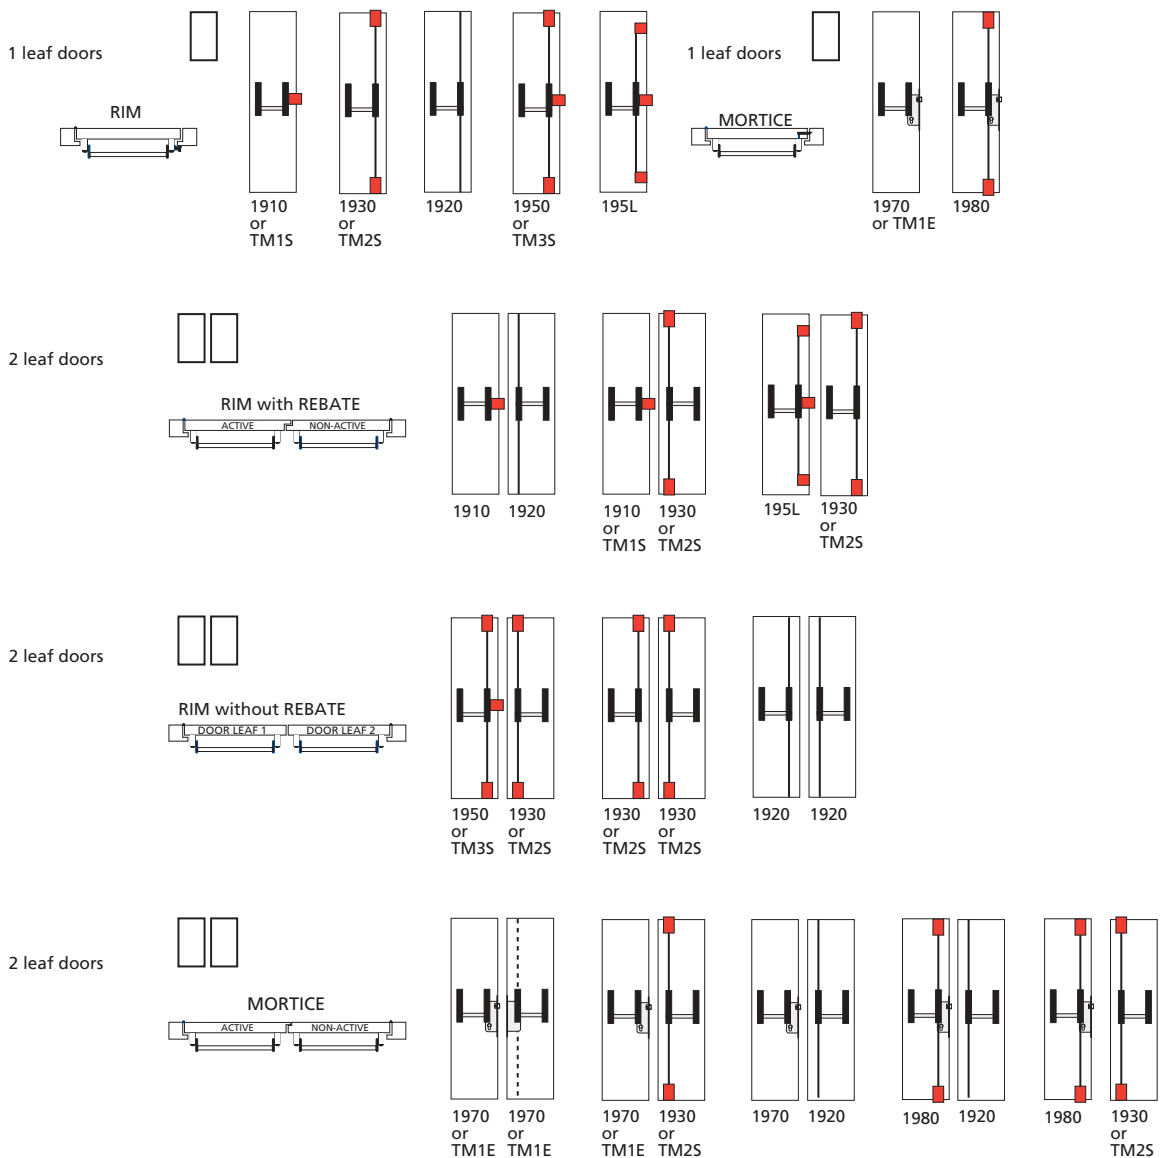 1 leaf doors
RIM
1910
or
TM1S
1930
or
TM2S
1920
1950
or
TM3S
195L
1 leaf doors
MORTICE
1970
or TM1E
1980
2 leaf doors
RIM with REBATE
ACTIVE NON-ACTIVE
1910 1920
1910
or
TM1S
1930
or
TM2S
195L
1930
or
TM2S
2 leaf doors
RIM without REBATE
DOOR LEAF 1 DOOR LEAF 2
1950
or
TM3S
1930
or
TM2S
1930
or
TM2S
1930
or
TM2S
1920 1920
2 leaf doors
MORTICE
ACTIVE NON-ACTIVE
1970
or
TM1E
1970
or
TM1E
1970
or
TM1E
1930
or
TM2S
1970 1920
1980 1920
1980
1930
or
TM2S